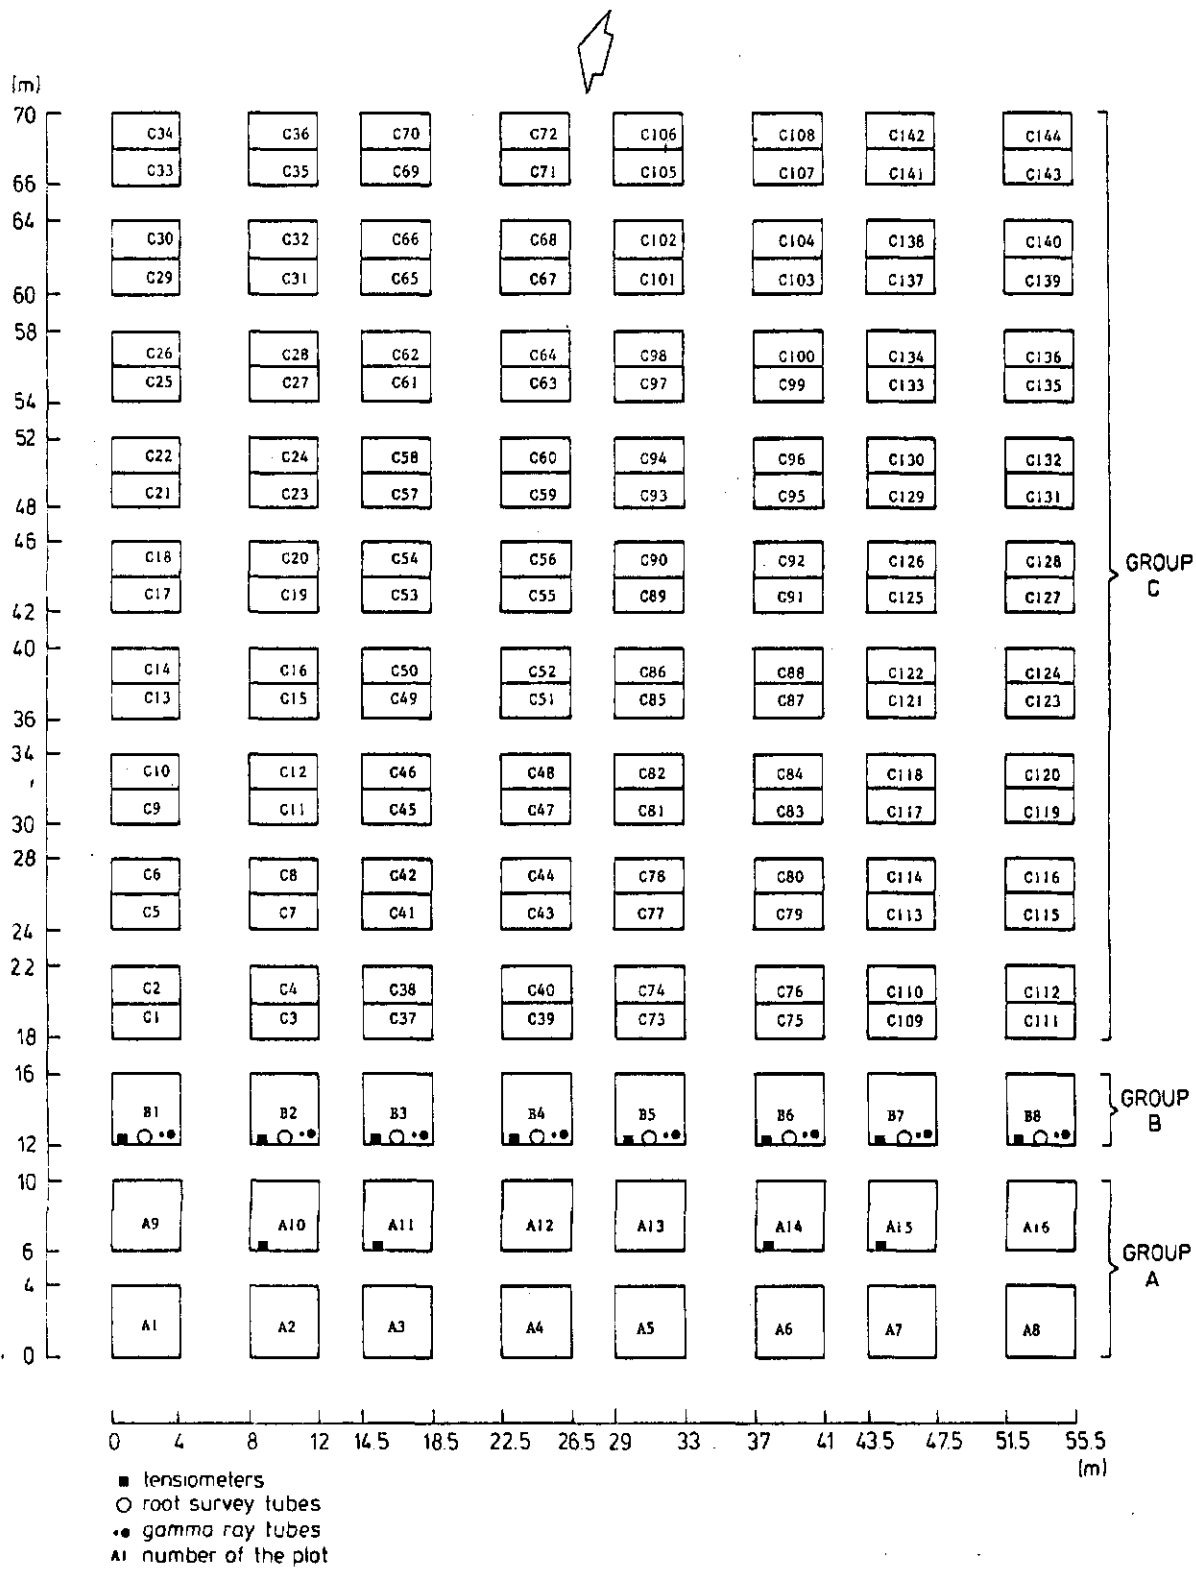 [m]
70 C34 C36 C70 C72 C106 C108 C142 C144
C33 C35 C69 C71 C105 C107 C141 C143
66
64
C30 C32 C66 C68 C102 C104 C138 C140
C29 C31 C65 C67 C101 C103 C137 C139
60
58
C26 C28 C62 C64 C98 C100 C134 C136
C25 C27 C61 C63 C97 C99 C133 C135
54
52
C22 C24 C58 C60 C94 C96 C130 C132
C21 C23 C57 C59 C93 C95 C129 C131
48
46
C18 C20 C54 C56 C90 C92 C126 C128
GROUP
C
C17 C19 C53 C55 C89 C91 C125 C127
42
40
C14 C16 C50 C52 C86 C88 C122 C124
C13 C15 C49 C51 C85 C87 C121 C123
36
34
C10 C12 C46 C48 C82 C84 C118 C120
C9 C11 C45 C47 C81 C83 C117 C119
30
28
C6 C8 C42 C44 C78 C80 C114 C116
C5 C7 C41 C43 C77 C79 C113 C115
24
22
C2 C4 C38 C40 C74 C76 C110 C112
C1 C3 C37 C39 C73 C75 C109 C111
18
16
B1 B2 B3 B4 B5 B6 B7 B8
GROUP
B
12
10
A9 A10 A11 A12 A13 A14 A15 A16
6
GROUP
A
4
A1 A2 A3 A4 A5 A6 A7 A8
0
0 4 8 12 14.5 18.5 22.5 26.5 29 33 37 41 43.5 47.5 51.5 55.5
(m)
tensiometers
root survey tubes
gamma ray tubes
A1 number of the plot